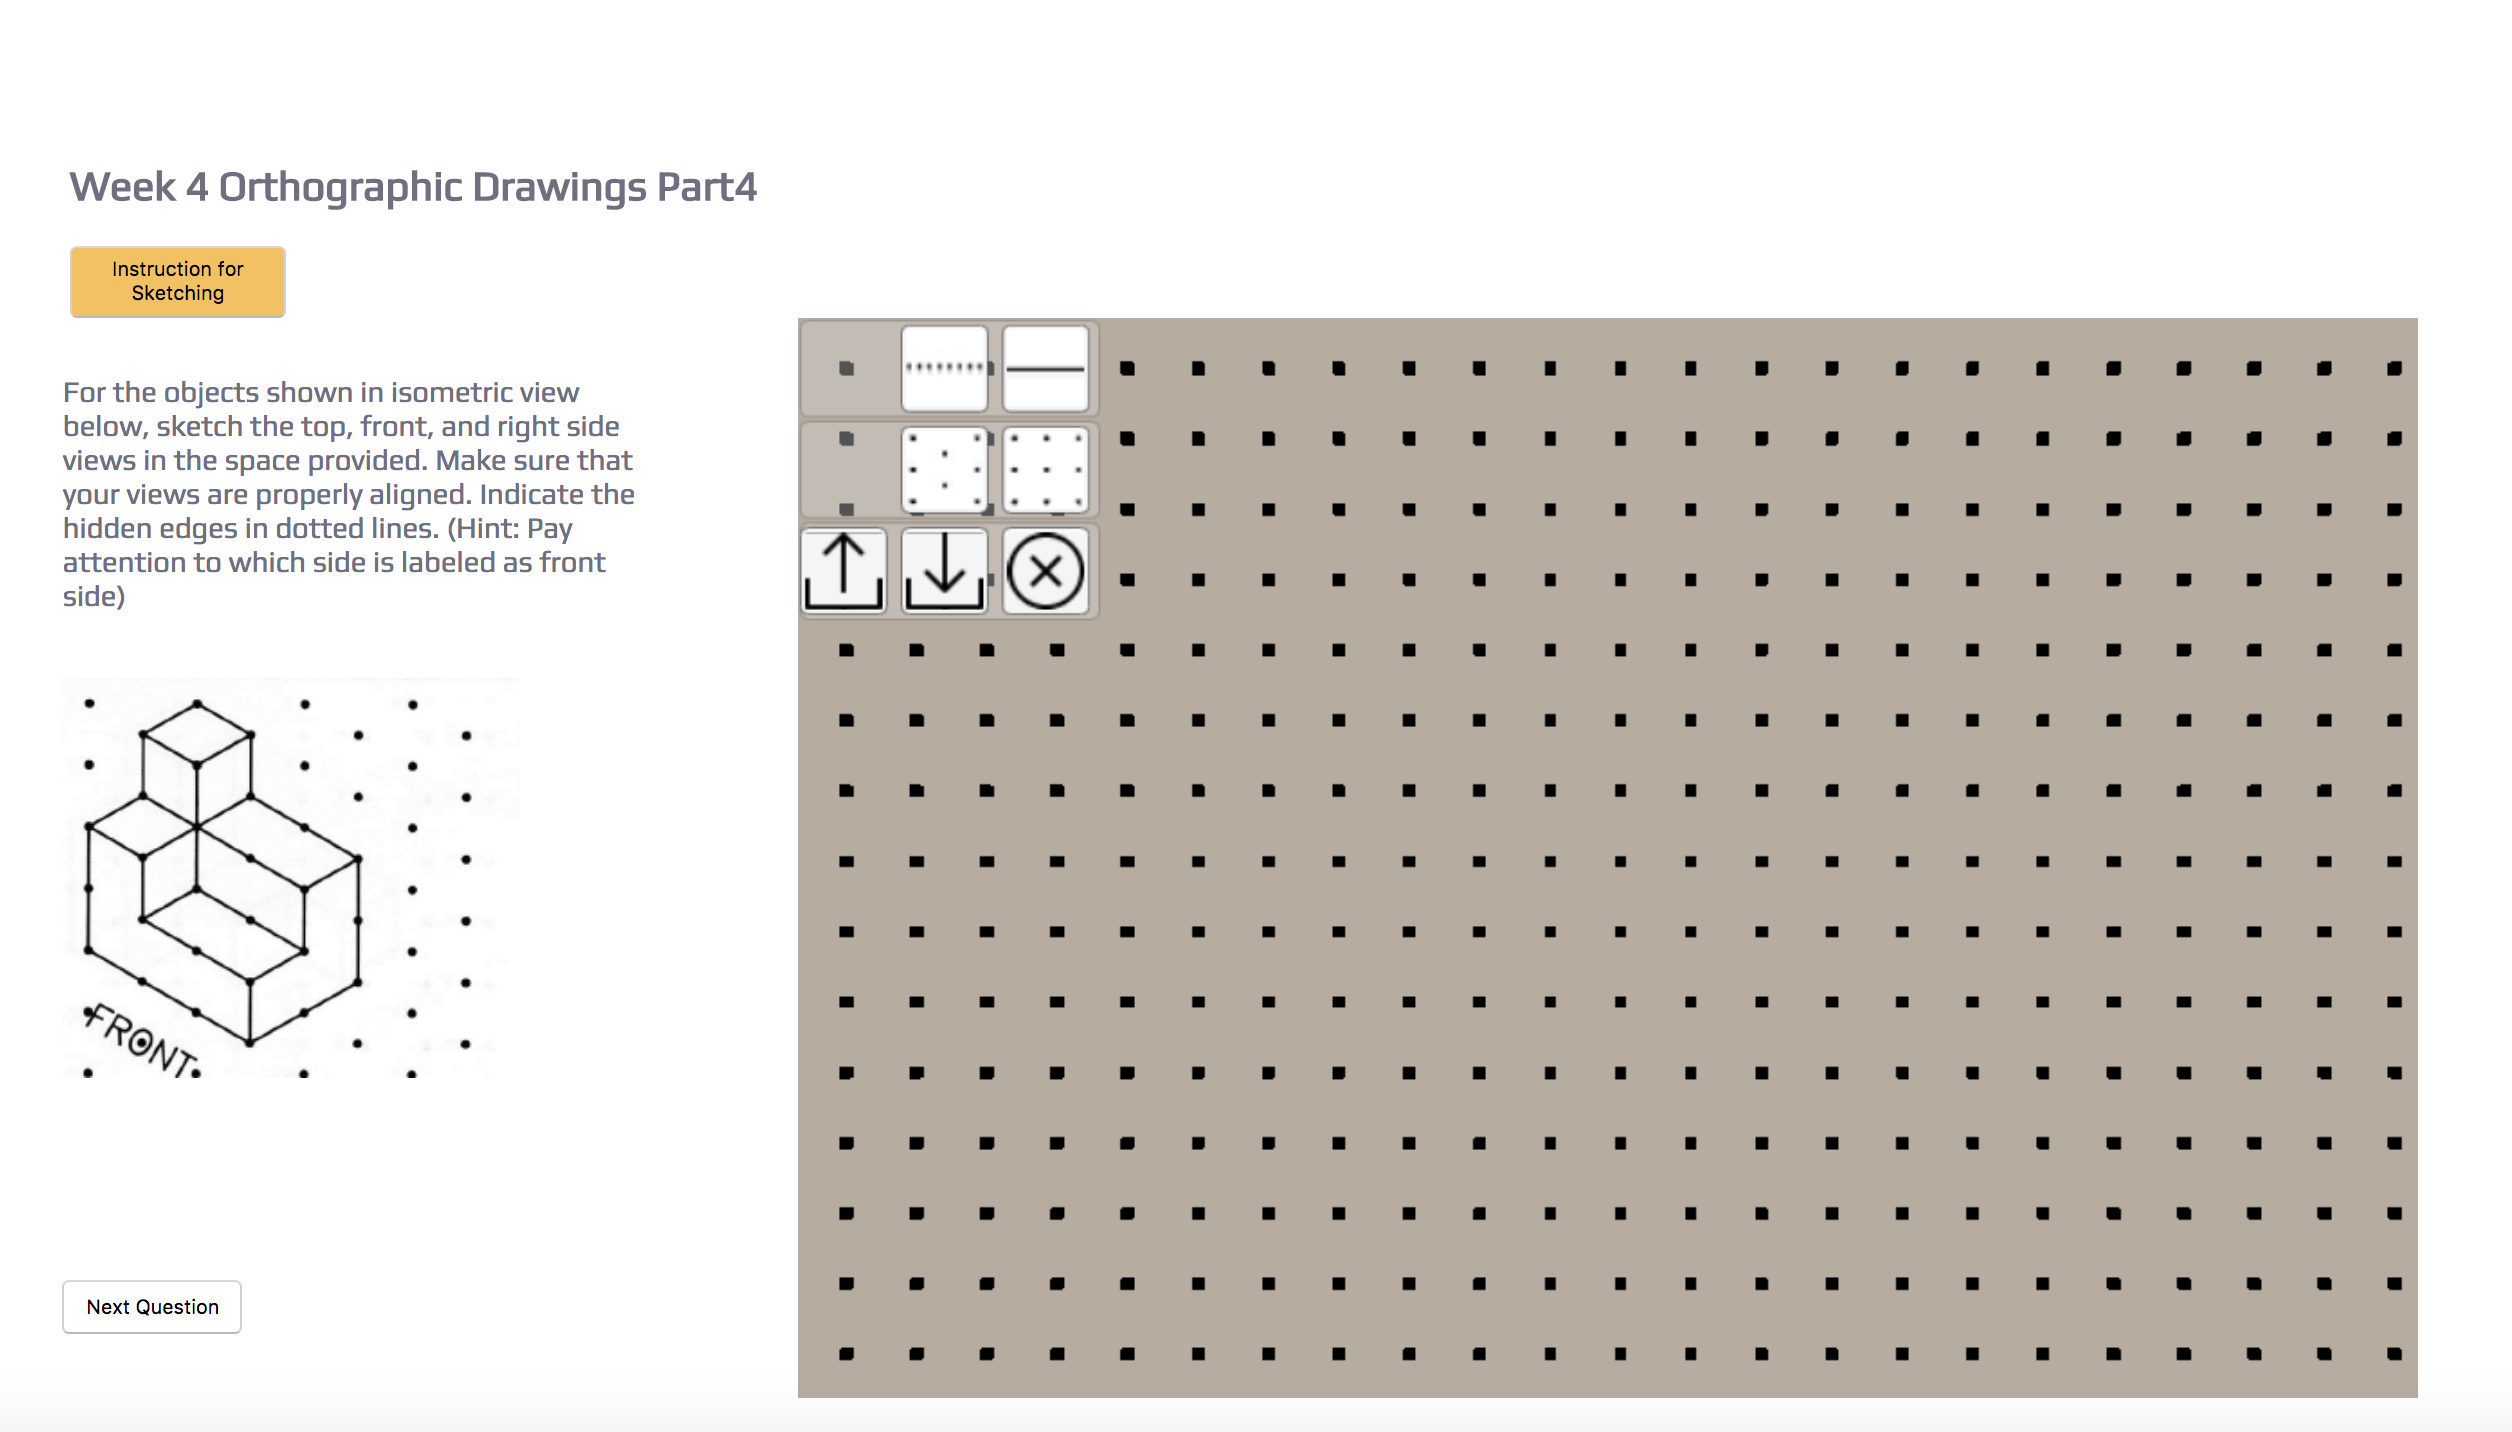 Week 4 Orthographic Drawings Part4
Instruction for
Sketching
For the objects shown in isometric view
below, sketch the top, front, and right side
views in the space provided. Make sure that
your views are properly aligned. Indicate the
hidden edges in dotted lines. (Hint: Pay
attention to which side is labeled as front
side)
FRONT
Next Question